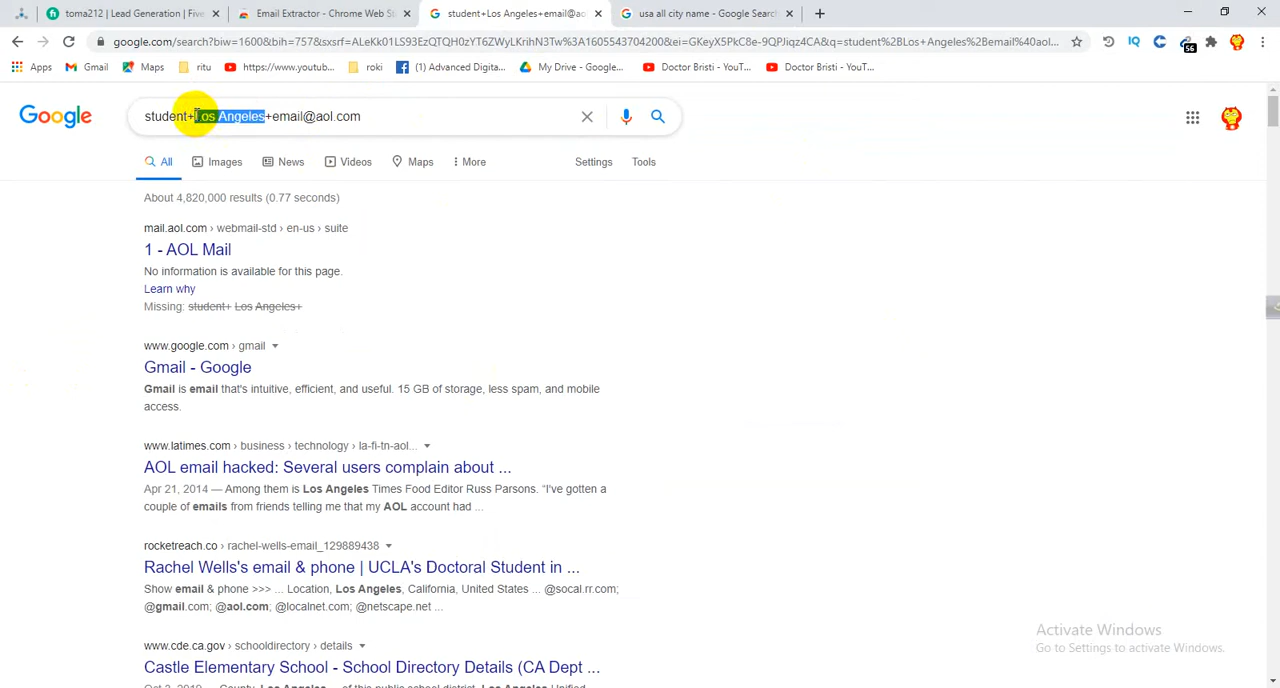 toma212 | Lead Generation | Five
Email Extractor - Chrome Web St
student+Los Angeles+email@ao
usa all city name - Google Searc
google.com/search?biw=1600&bih=757&sxsrf=ALeKk01LS93EzQTQH0zYT6ZWyLKrihN3Tw%3A1605543704200&ei=GKeyX5PkC8e-9QPJiqz4CA&q=student%2BLos+Angeles%2Bemail%40aol.com...
56
Apps Gmail Maps ritu https://www.youtub... roki (1) Advanced Digita... My Drive - Google... Doctor Bristi - YouT... Doctor Bristi - YouT...
Google
student+Los Angeles+email@aol.com
All Images News Videos Maps More Settings Tools
About 4,820,000 results (0.77 seconds)
mail.aol.com › webmail-std › en-us › suite
1 - AOL Mail
No information is available for this page.
Learn why
Missing: student+ Los Angeles+
www.google.com › gmail
Gmail - Google
Gmail is email that's intuitive, efficient, and useful. 15 GB of storage, less spam, and mobile
access.
www.latimes.com › business › technology › la-fi-tn-aol...
AOL email hacked: Several users complain about ...
Apr 21, 2014 — Among them is Los Angeles Times Food Editor Russ Parsons. "I've gotten a
couple of emails from friends telling me that my AOL account had ...
rocketreach.co › rachel-wells-email_129889438
Rachel Wells's email & phone | UCLA's Doctoral Student in ...
Show email & phone >>> ... Location, Los Angeles, California, United States ... @socal.rr.com;
@gmail.com; @aol.com; @localnet.com; @netscape.net ...
www.cde.ca.gov › schooldirectory › details
Castle Elementary School - School Directory Details (CA Dept ...
Activate Windows
Go to Settings to activate Windows.